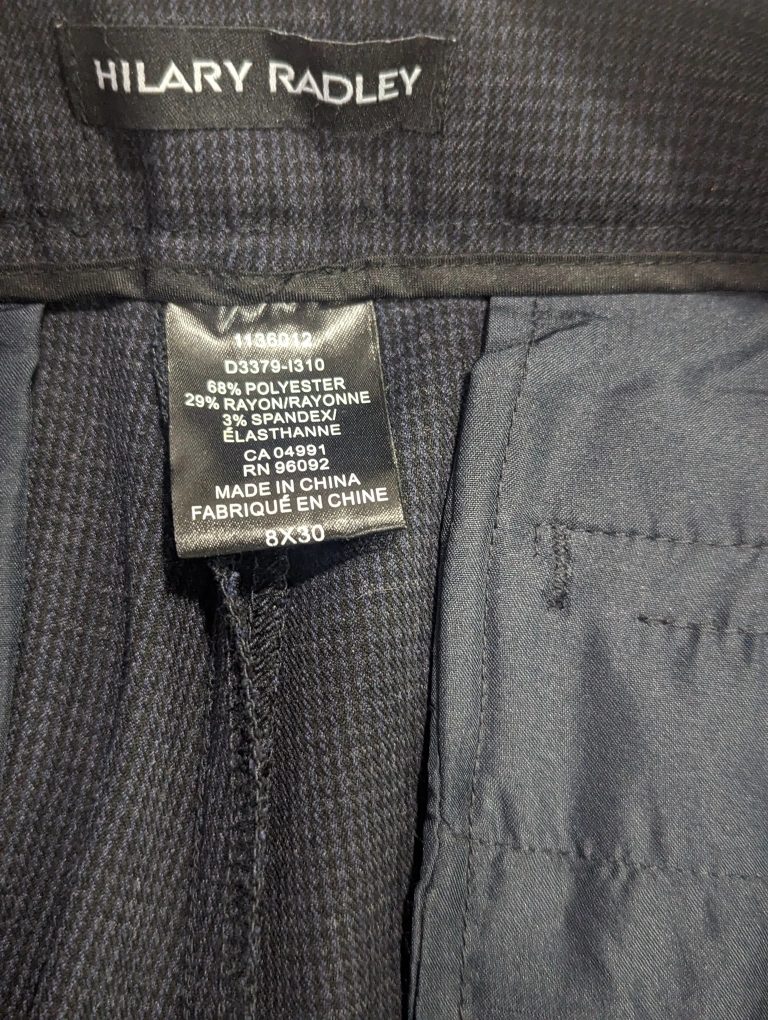 HILARY RADLEY
1136012
D3379-I310
68% POLYESTER
29% RAYON/RAYONNE
3% SPANDEX/
ÉLASTHANNE
CA 04991
RN 96092
MADE IN CHINA
FABRIQUÉ EN CHINE
8X30